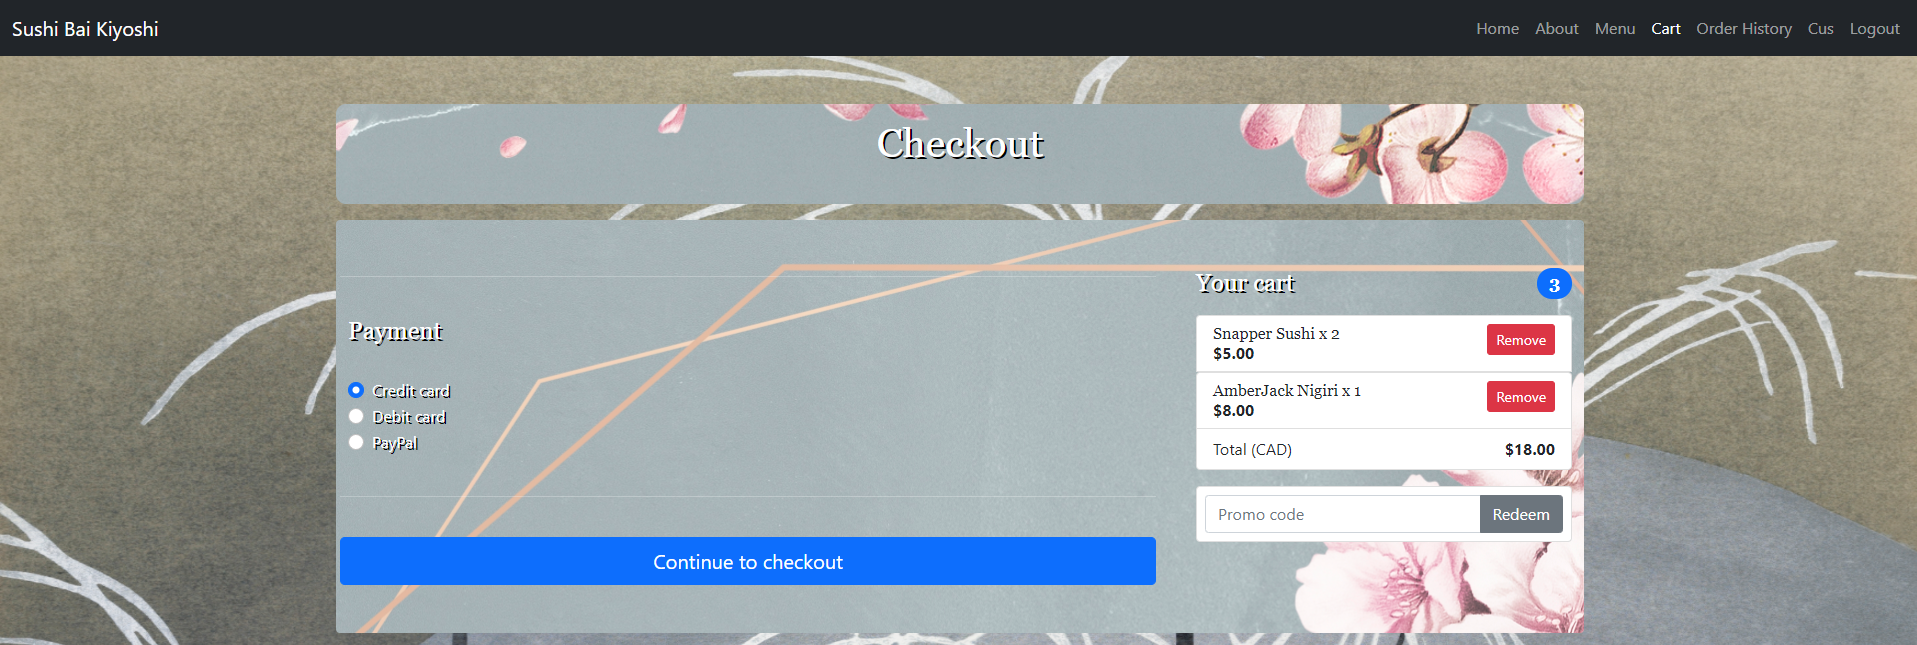 Sushi Bai Kiyoshi
Home About Menu Cart Order History Cus Logout
Checkout
Payment
Credit card
Debit card
PayPal
Continue to checkout
Your cart 3
Snapper Sushi x 2 Remove
$5.00
AmberJack Nigiri x 1 Remove
$8.00
Total (CAD) $18.00
Promo code Redeem